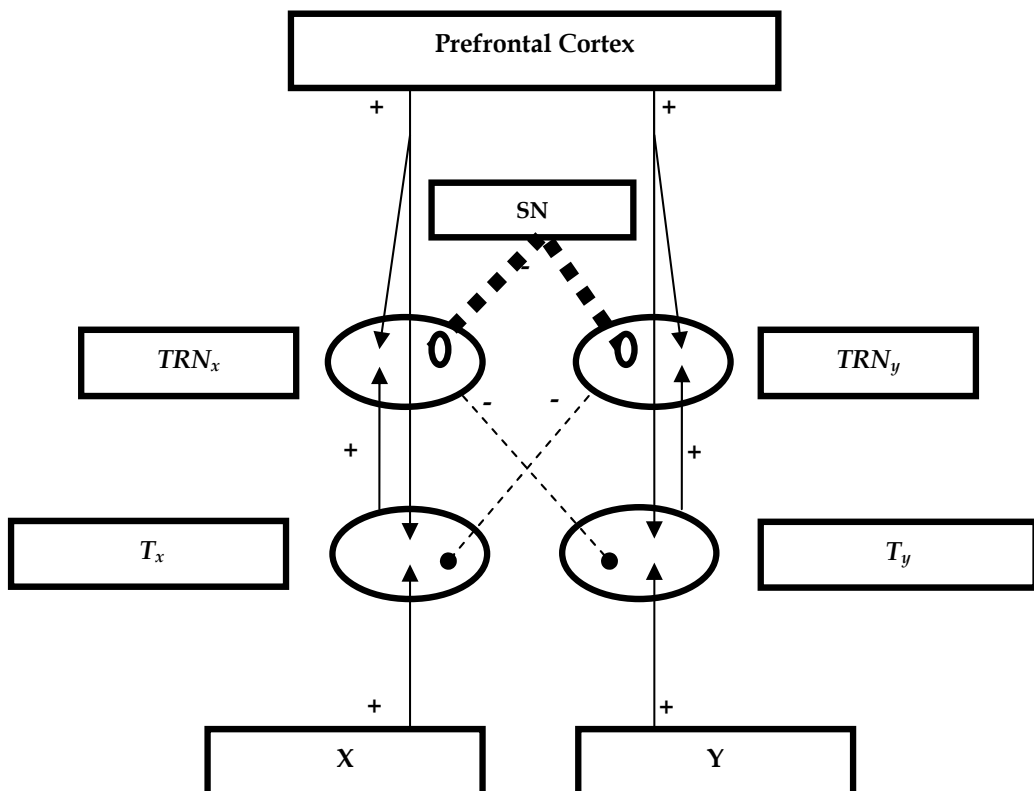 Prefrontal Cortex
+ +
SN
-
TRNx TRNy
- -
+ +
Tx Ty
+ +
X Y